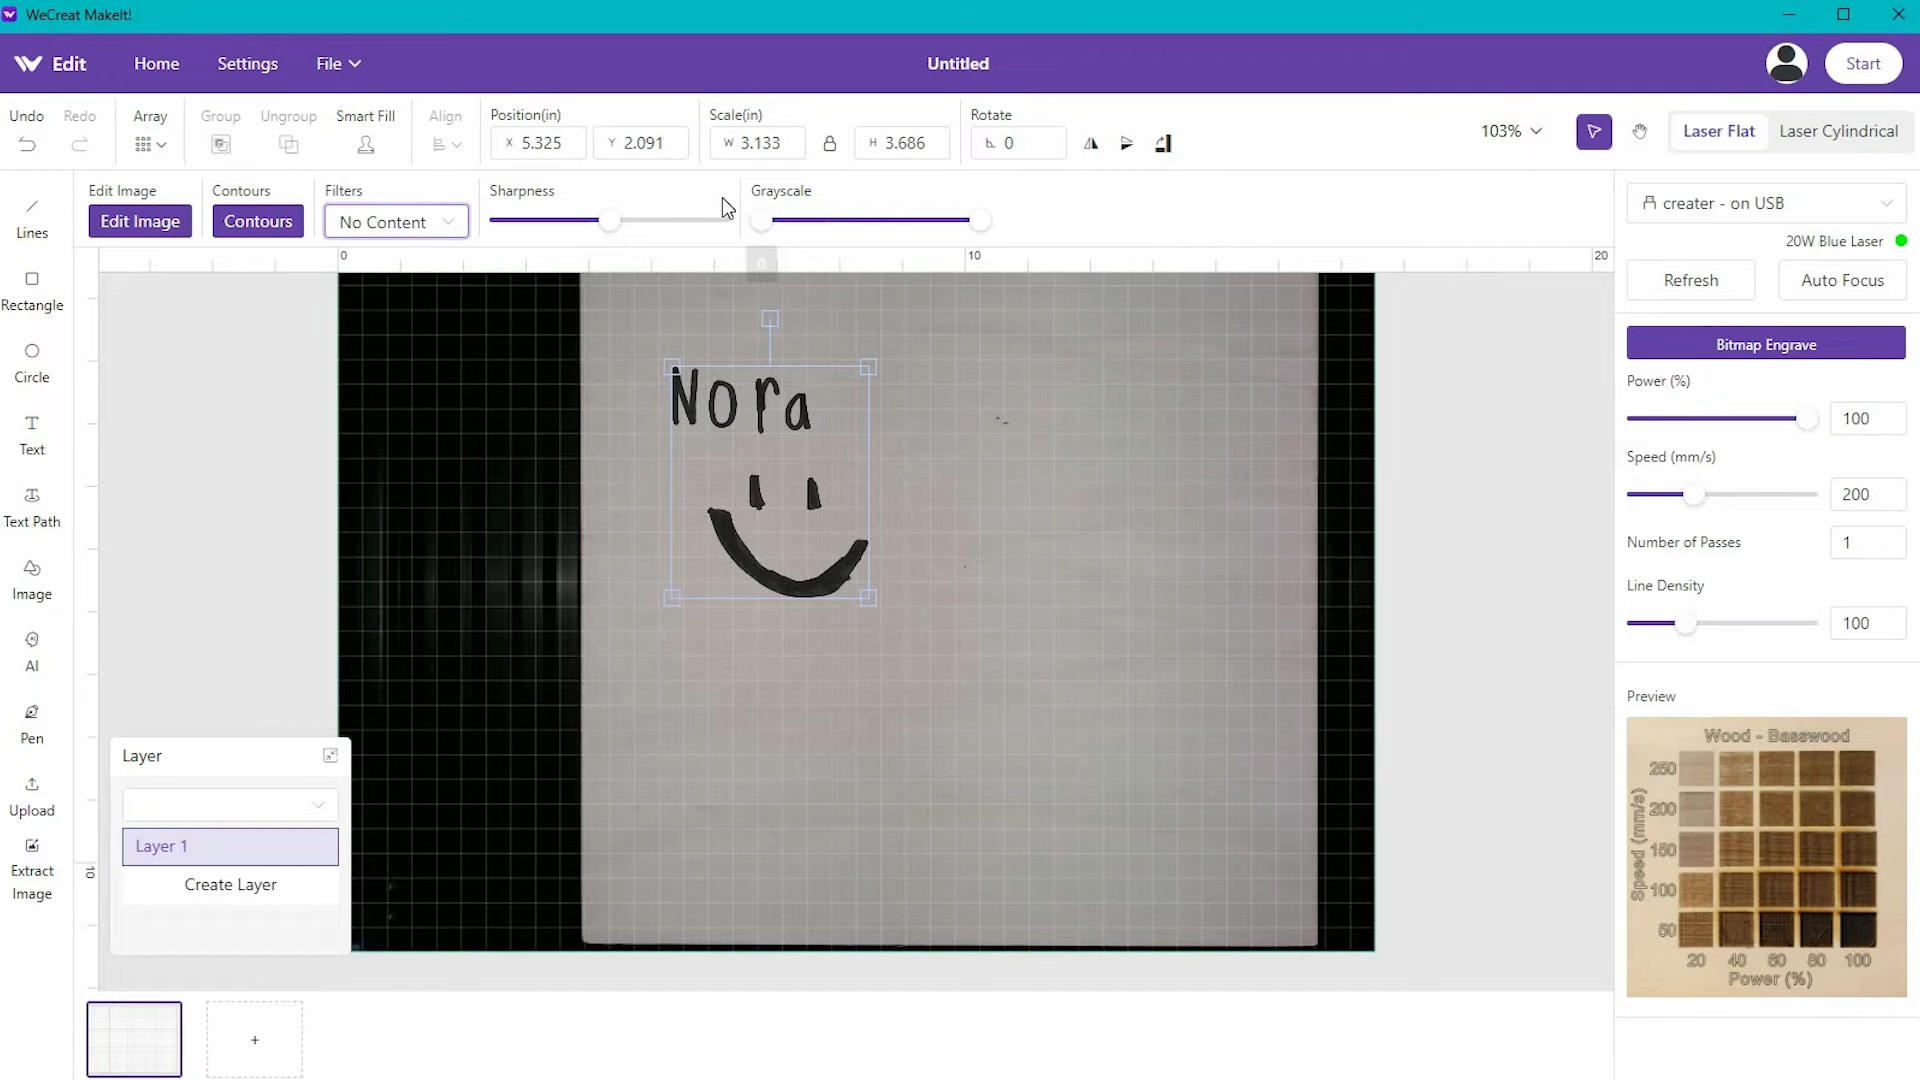 WeCreat MakeIt!
Edit Home Settings File Untitled Start
Undo Redo Array Group Ungroup Smart Fill Align Position(in) Scale(in) Rotate
X 5.325 Y 2.091 W 3.133 H 3.686 0 103% Laser Flat Laser Cylindrical
Edit Image Contours Filters Sharpness Grayscale
Edit Image Contours No Content
creater - on USB
20W Blue Laser
Refresh Auto Focus
Bitmap Engrave
Power (%)
100
Speed (mm/s)
200
Number of Passes 1
Line Density
100
Preview
Wood - Basswood
250
200
150
100
50
Speed (mm/s)
20 40 60 80 100
Power (%)
Lines
Rectangle
Circle
Text
Text Path
Image
AI
Pen
Upload
Extract
Image
0 10 20
0
10
Nora
Layer
Layer 1
Create Layer
+